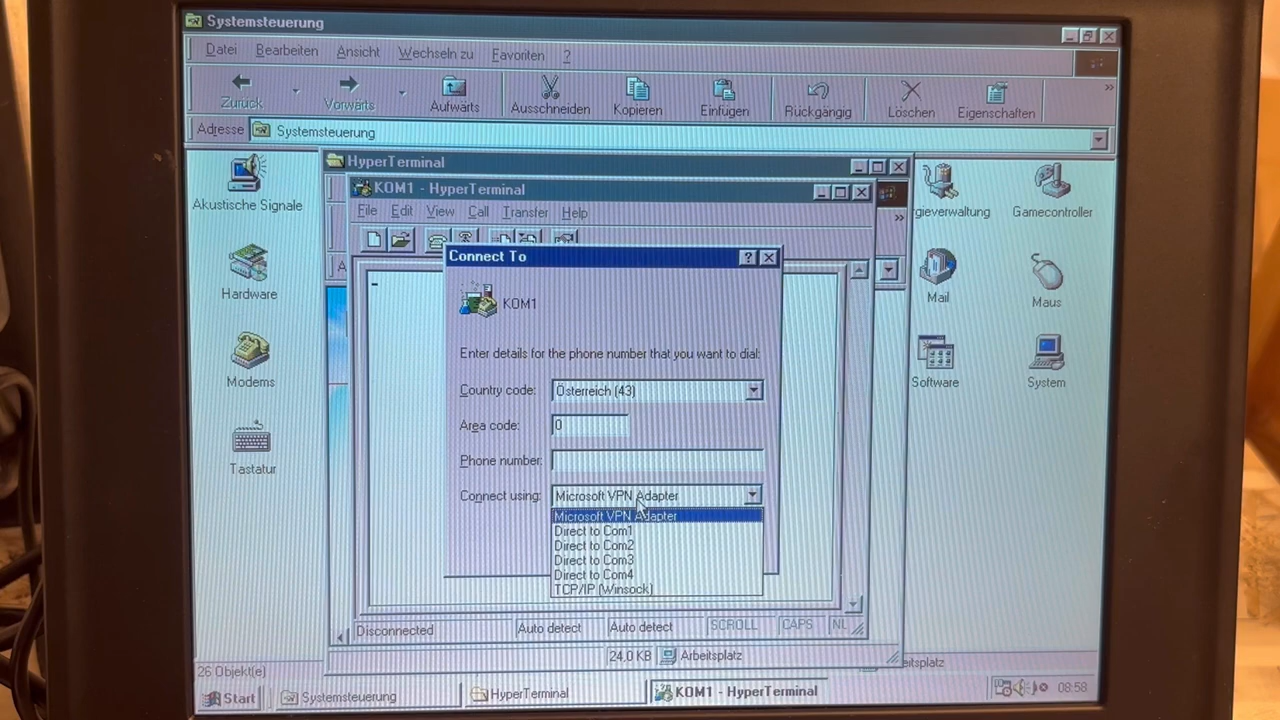 Systemsteuerung
Datei Bearbeiten Ansicht Wechseln zu Favoriten ?
Zurück Vorwärts Aufwärts Ausschneiden Kopieren Einfügen Rückgängig Löschen Eigenschaften »
Adresse Systemsteuerung
HyperTerminal
KOM1 - HyperTerminal
File Edit View Call Transfer Help
»
Connect To ?
KOM1
Enter details for the phone number that you want to dial:
Country code: Österreich (43)
Area code: 0
Phone number:
Connect using: Microsoft VPN Adapter
Microsoft VPN Adapter
Direct to Com1
Direct to Com2
Direct to Com3
Direct to Com4
TCP/IP (Winsock)
Akustische Signale
Hardware
Modems
Tastatur
rgieverwaltung Gamecontroller
Mail Maus
Software System
Disconnected Auto detect Auto detect SCROLL CAPS NL
24,0 KB Arbeitsplatz
26 Objekt(e) eitsplatz
Start Systemsteuerung HyperTerminal KOM1 - HyperTerminal 08:58